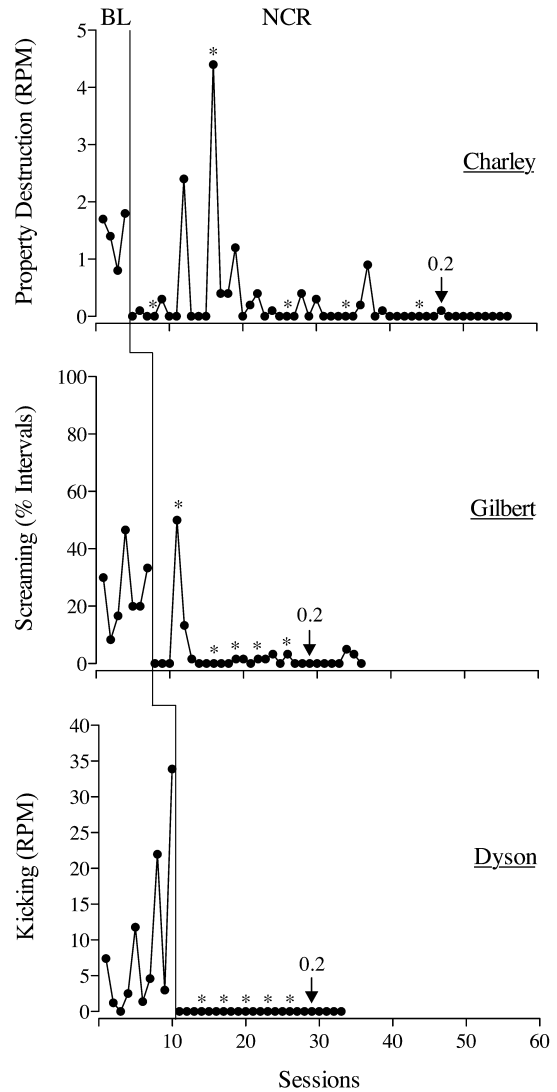 BL NCR
Property Destruction (RPM)
5
4
3
2
1
0
*
*
*
*
*
0.2
Charley
Screaming (% Intervals)
100
80
60
40
20
0
*
* * * *
0.2
Gilbert
Kicking (RPM)
40
35
30
25
20
15
10
5
0
* * * * *
0.2
Dyson
10 20 30 40 50 60
Sessions